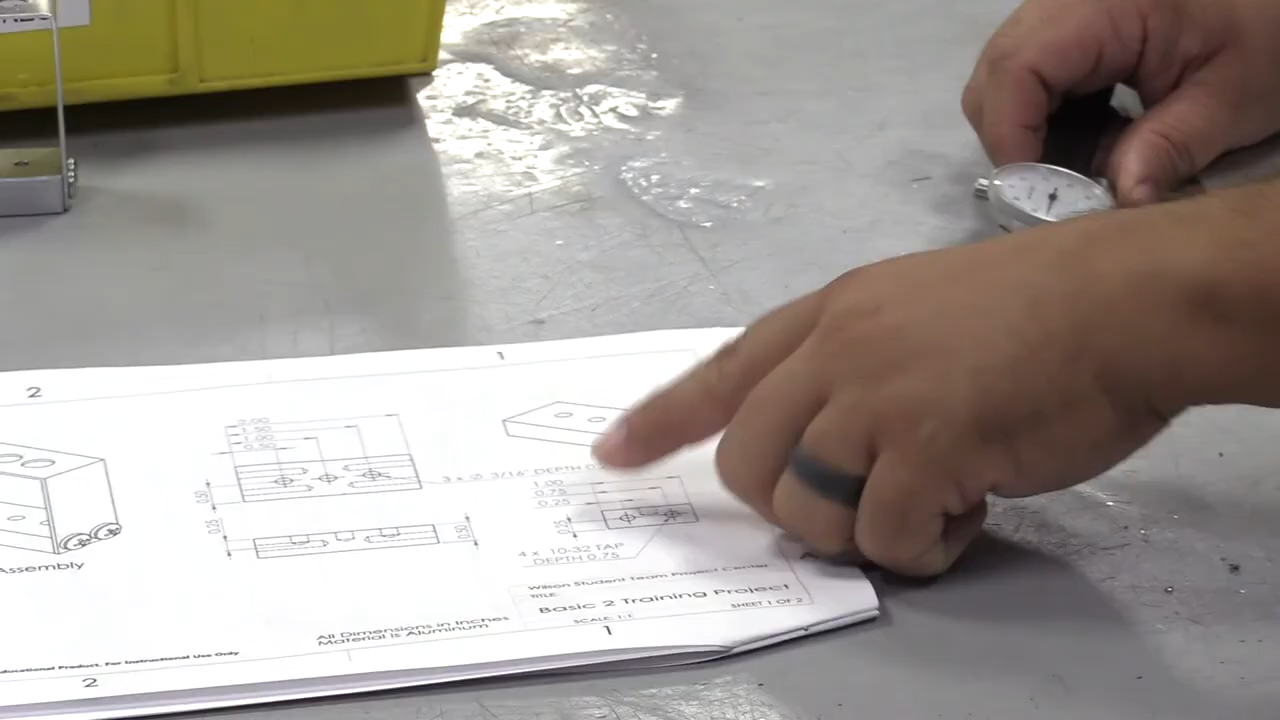 2
1
2.00
1.50
1.00
0.50
0.50
3 x Ø 3/16" DEPTH
1.00
0.75
0.25
0.25
0.25
0.50
4 x 10-32 TAP
DEPTH 0.75
Assembly
Wilson Student Team Project Center
TITLE:
Basic 2 Training Project
SCALE: 1:1
SHEET 1 OF 2
All Dimensions in Inches
Material is Aluminum
Educational Product. For Instructional Use Only
2
1